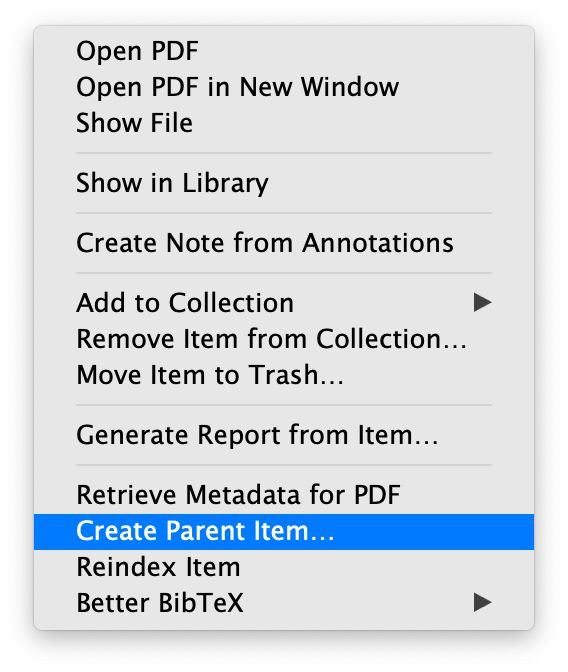 Open PDF
Open PDF in New Window
Show File
Show in Library
Create Note from Annotations
Add to Collection
Remove Item from Collection…
Move Item to Trash…
Generate Report from Item…
Retrieve Metadata for PDF
Create Parent Item…
Reindex Item
Better BibTeX